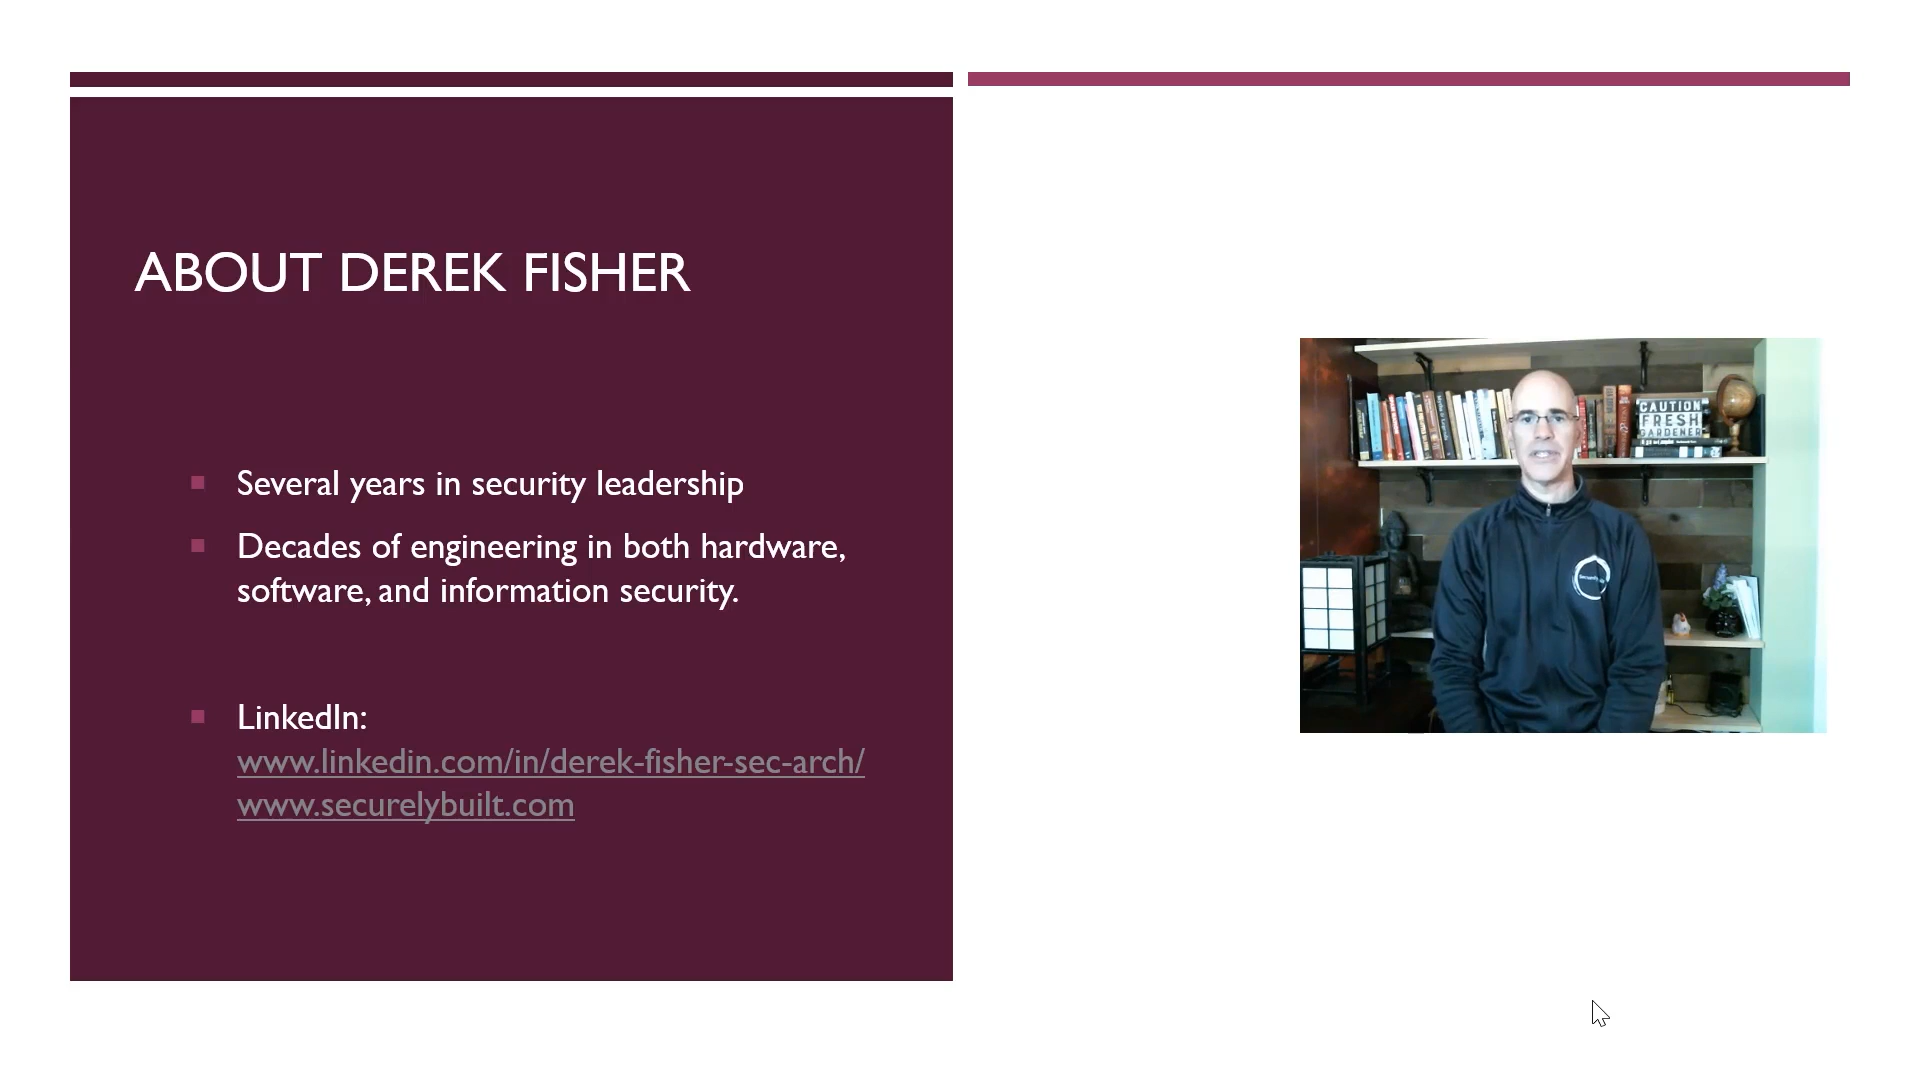 ABOUT DEREK FISHER
Several years in security leadership
Decades of engineering in both hardware,
software, and information security.
LinkedIn:
www.linkedin.com/in/derek-fisher-sec-arch/
www.securelybuilt.com
CAUTION
FRESH
GARDENER